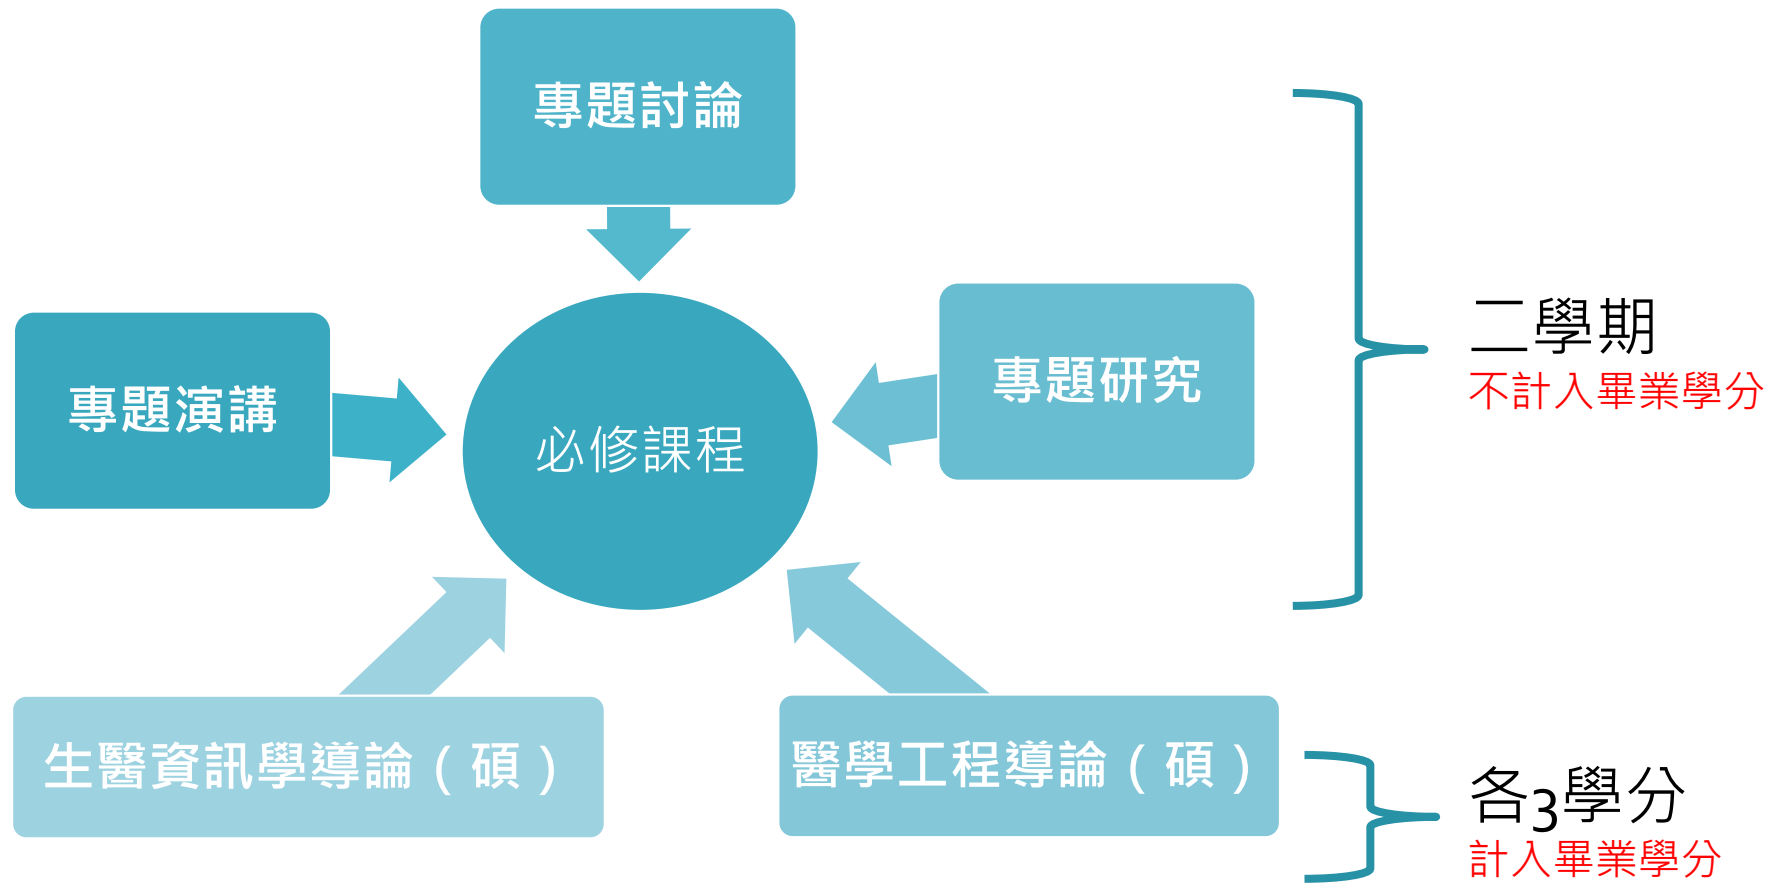 專題討論
專題演講
專題研究
必修課程
生醫資訊學導論（碩）
醫學工程導論（碩）
二學期
不計入畢業學分
各3學分
計入畢業學分